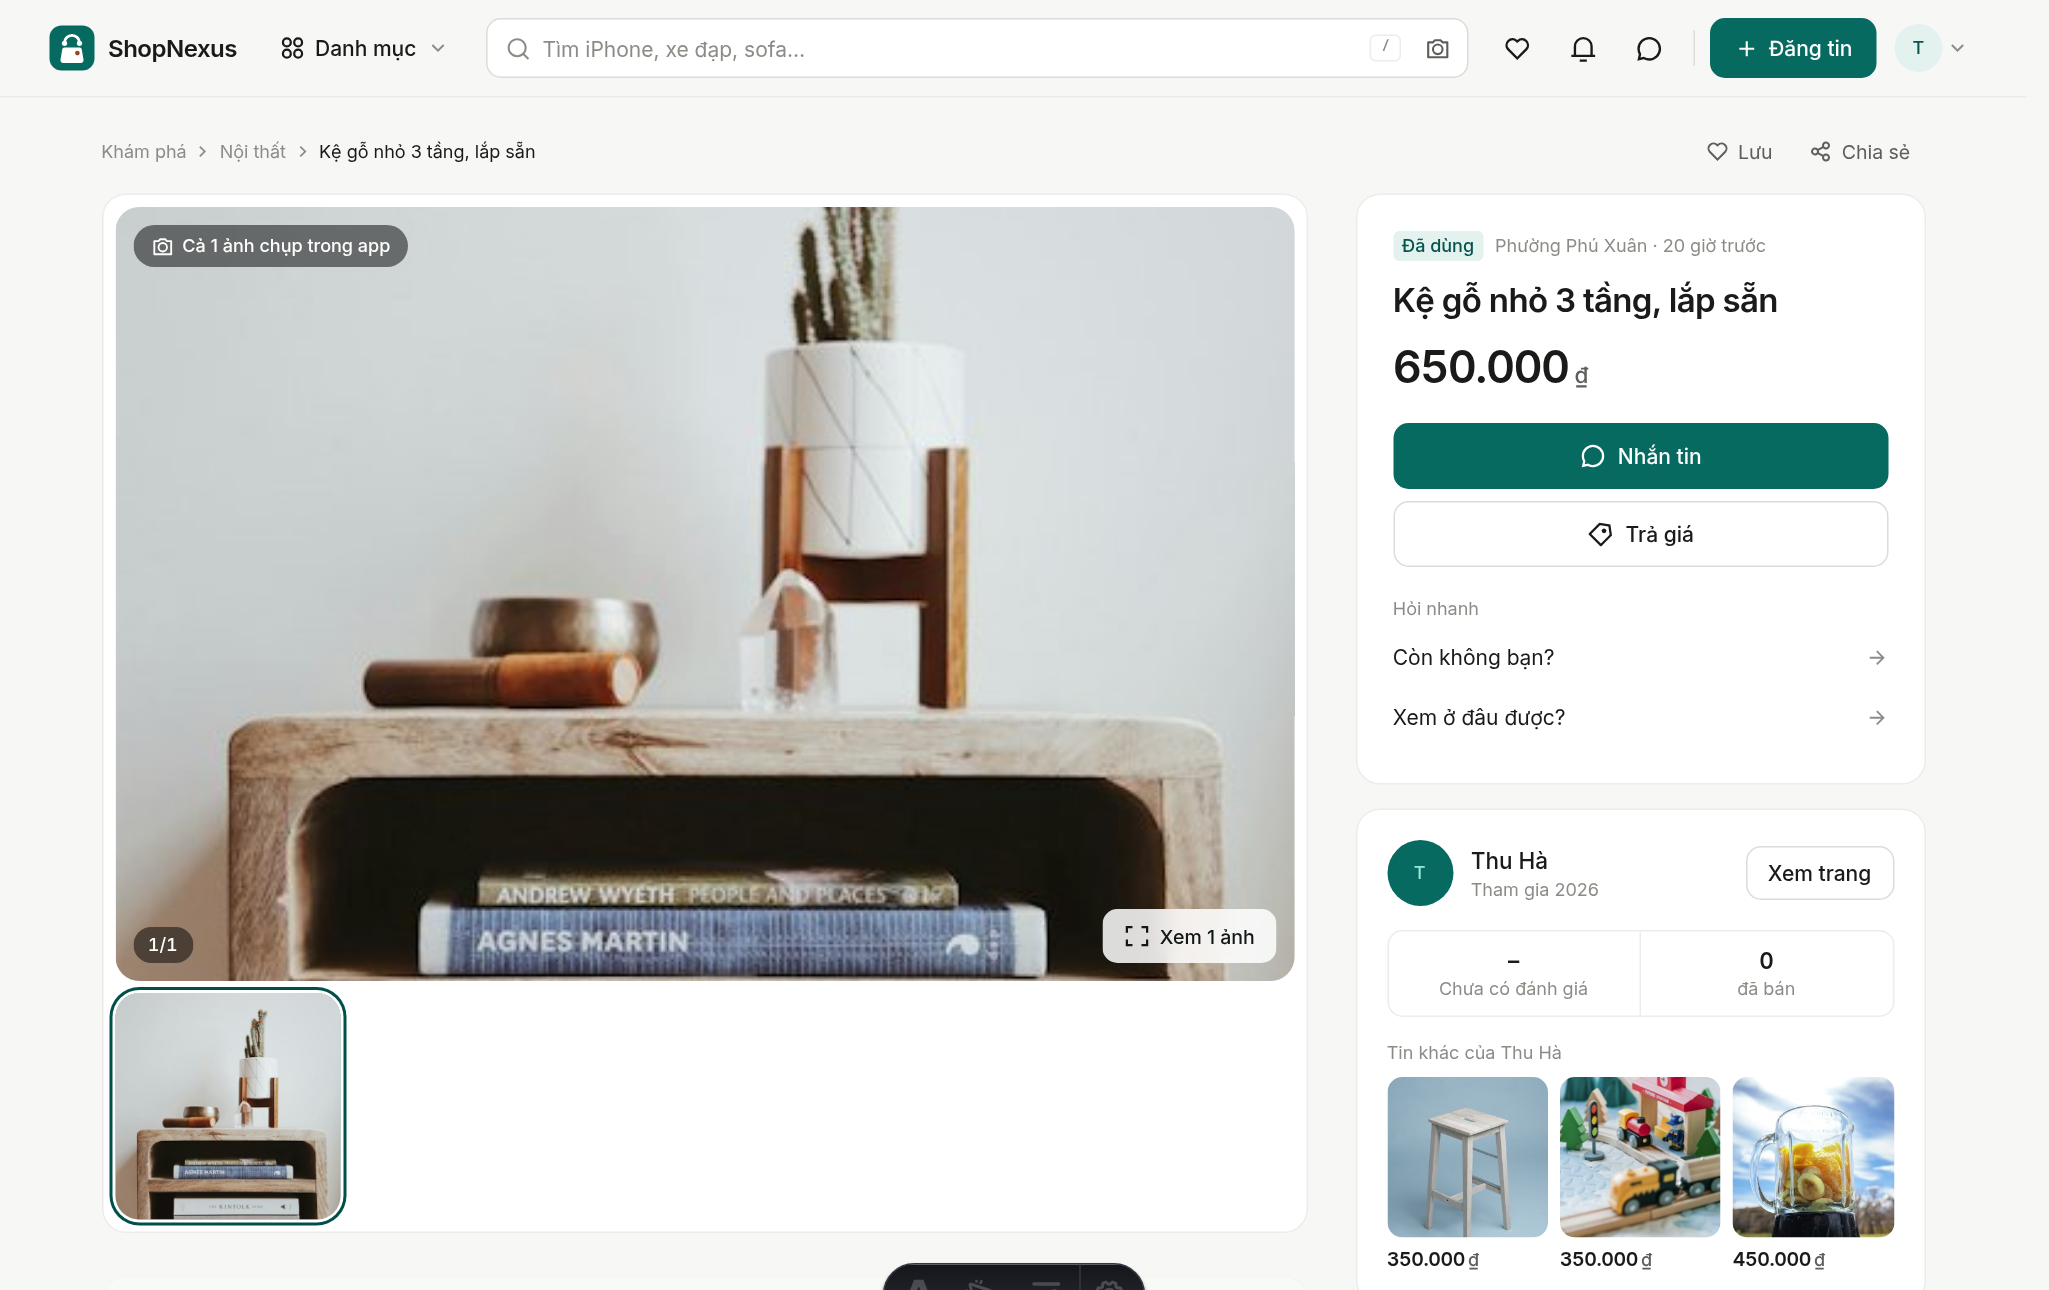 ShopNexus
Danh mục
Tìm iPhone, xe đạp, sofa...
/
Đăng tin
T
Khám phá > Nội thất > Kệ gỗ nhỏ 3 tầng, lắp sẵn
Lưu
Chia sẻ
Cả 1 ảnh chụp trong app
ANDREW WYETH PEOPLE AND PLACES
AGNES MARTIN
1/1
Xem 1 ảnh
Đã dùng
Phường Phú Xuân · 20 giờ trước
Kệ gỗ nhỏ 3 tầng, lắp sẵn
650.000 ₫
Nhắn tin
Trả giá
Hỏi nhanh
Còn không bạn?
Xem ở đâu được?
T
Thu Hà
Tham gia 2026
Xem trang
–
Chưa có đánh giá
0
đã bán
Tin khác của Thu Hà
350.000 ₫
350.000 ₫
450.000 ₫
AGNES MARTIN